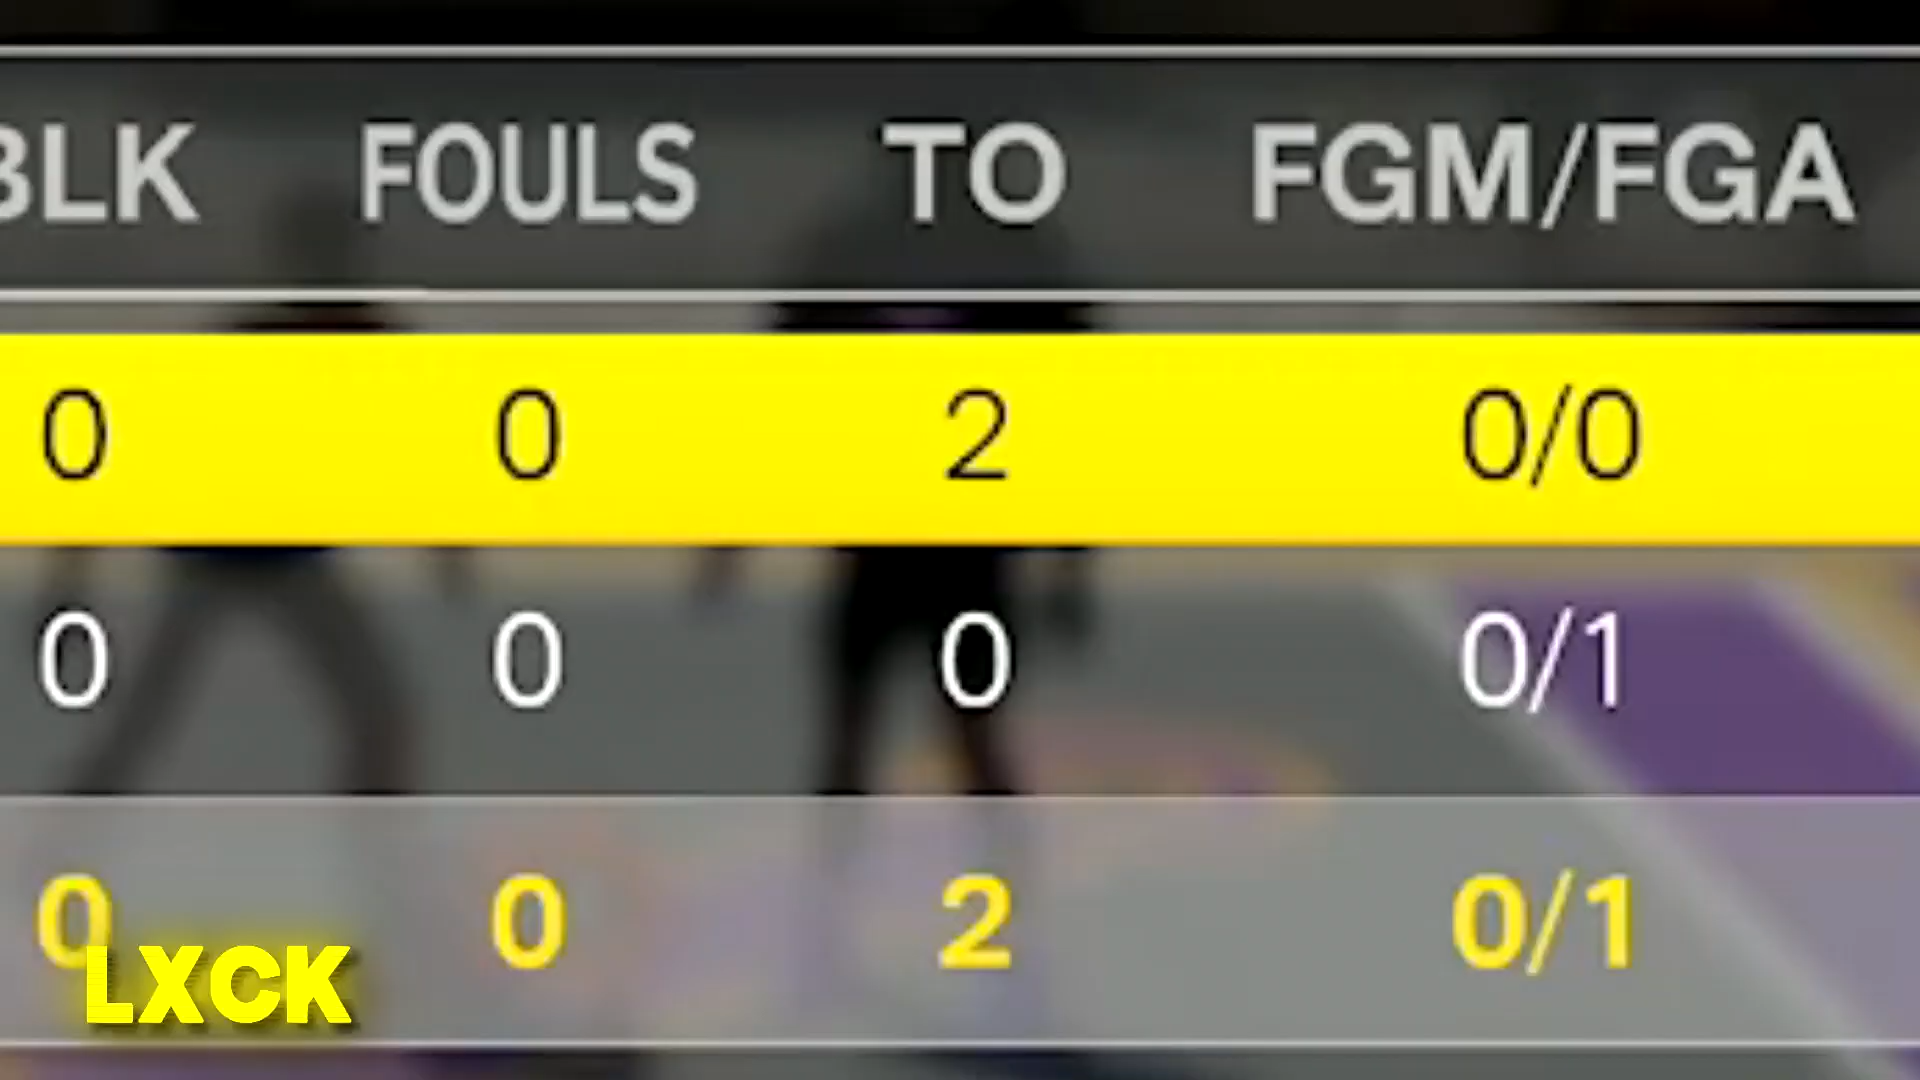 BLK FOULS TO FGM/FGA
0 0 2 0/0
0 0 0 0/1
0 0 2 0/1
LXCK